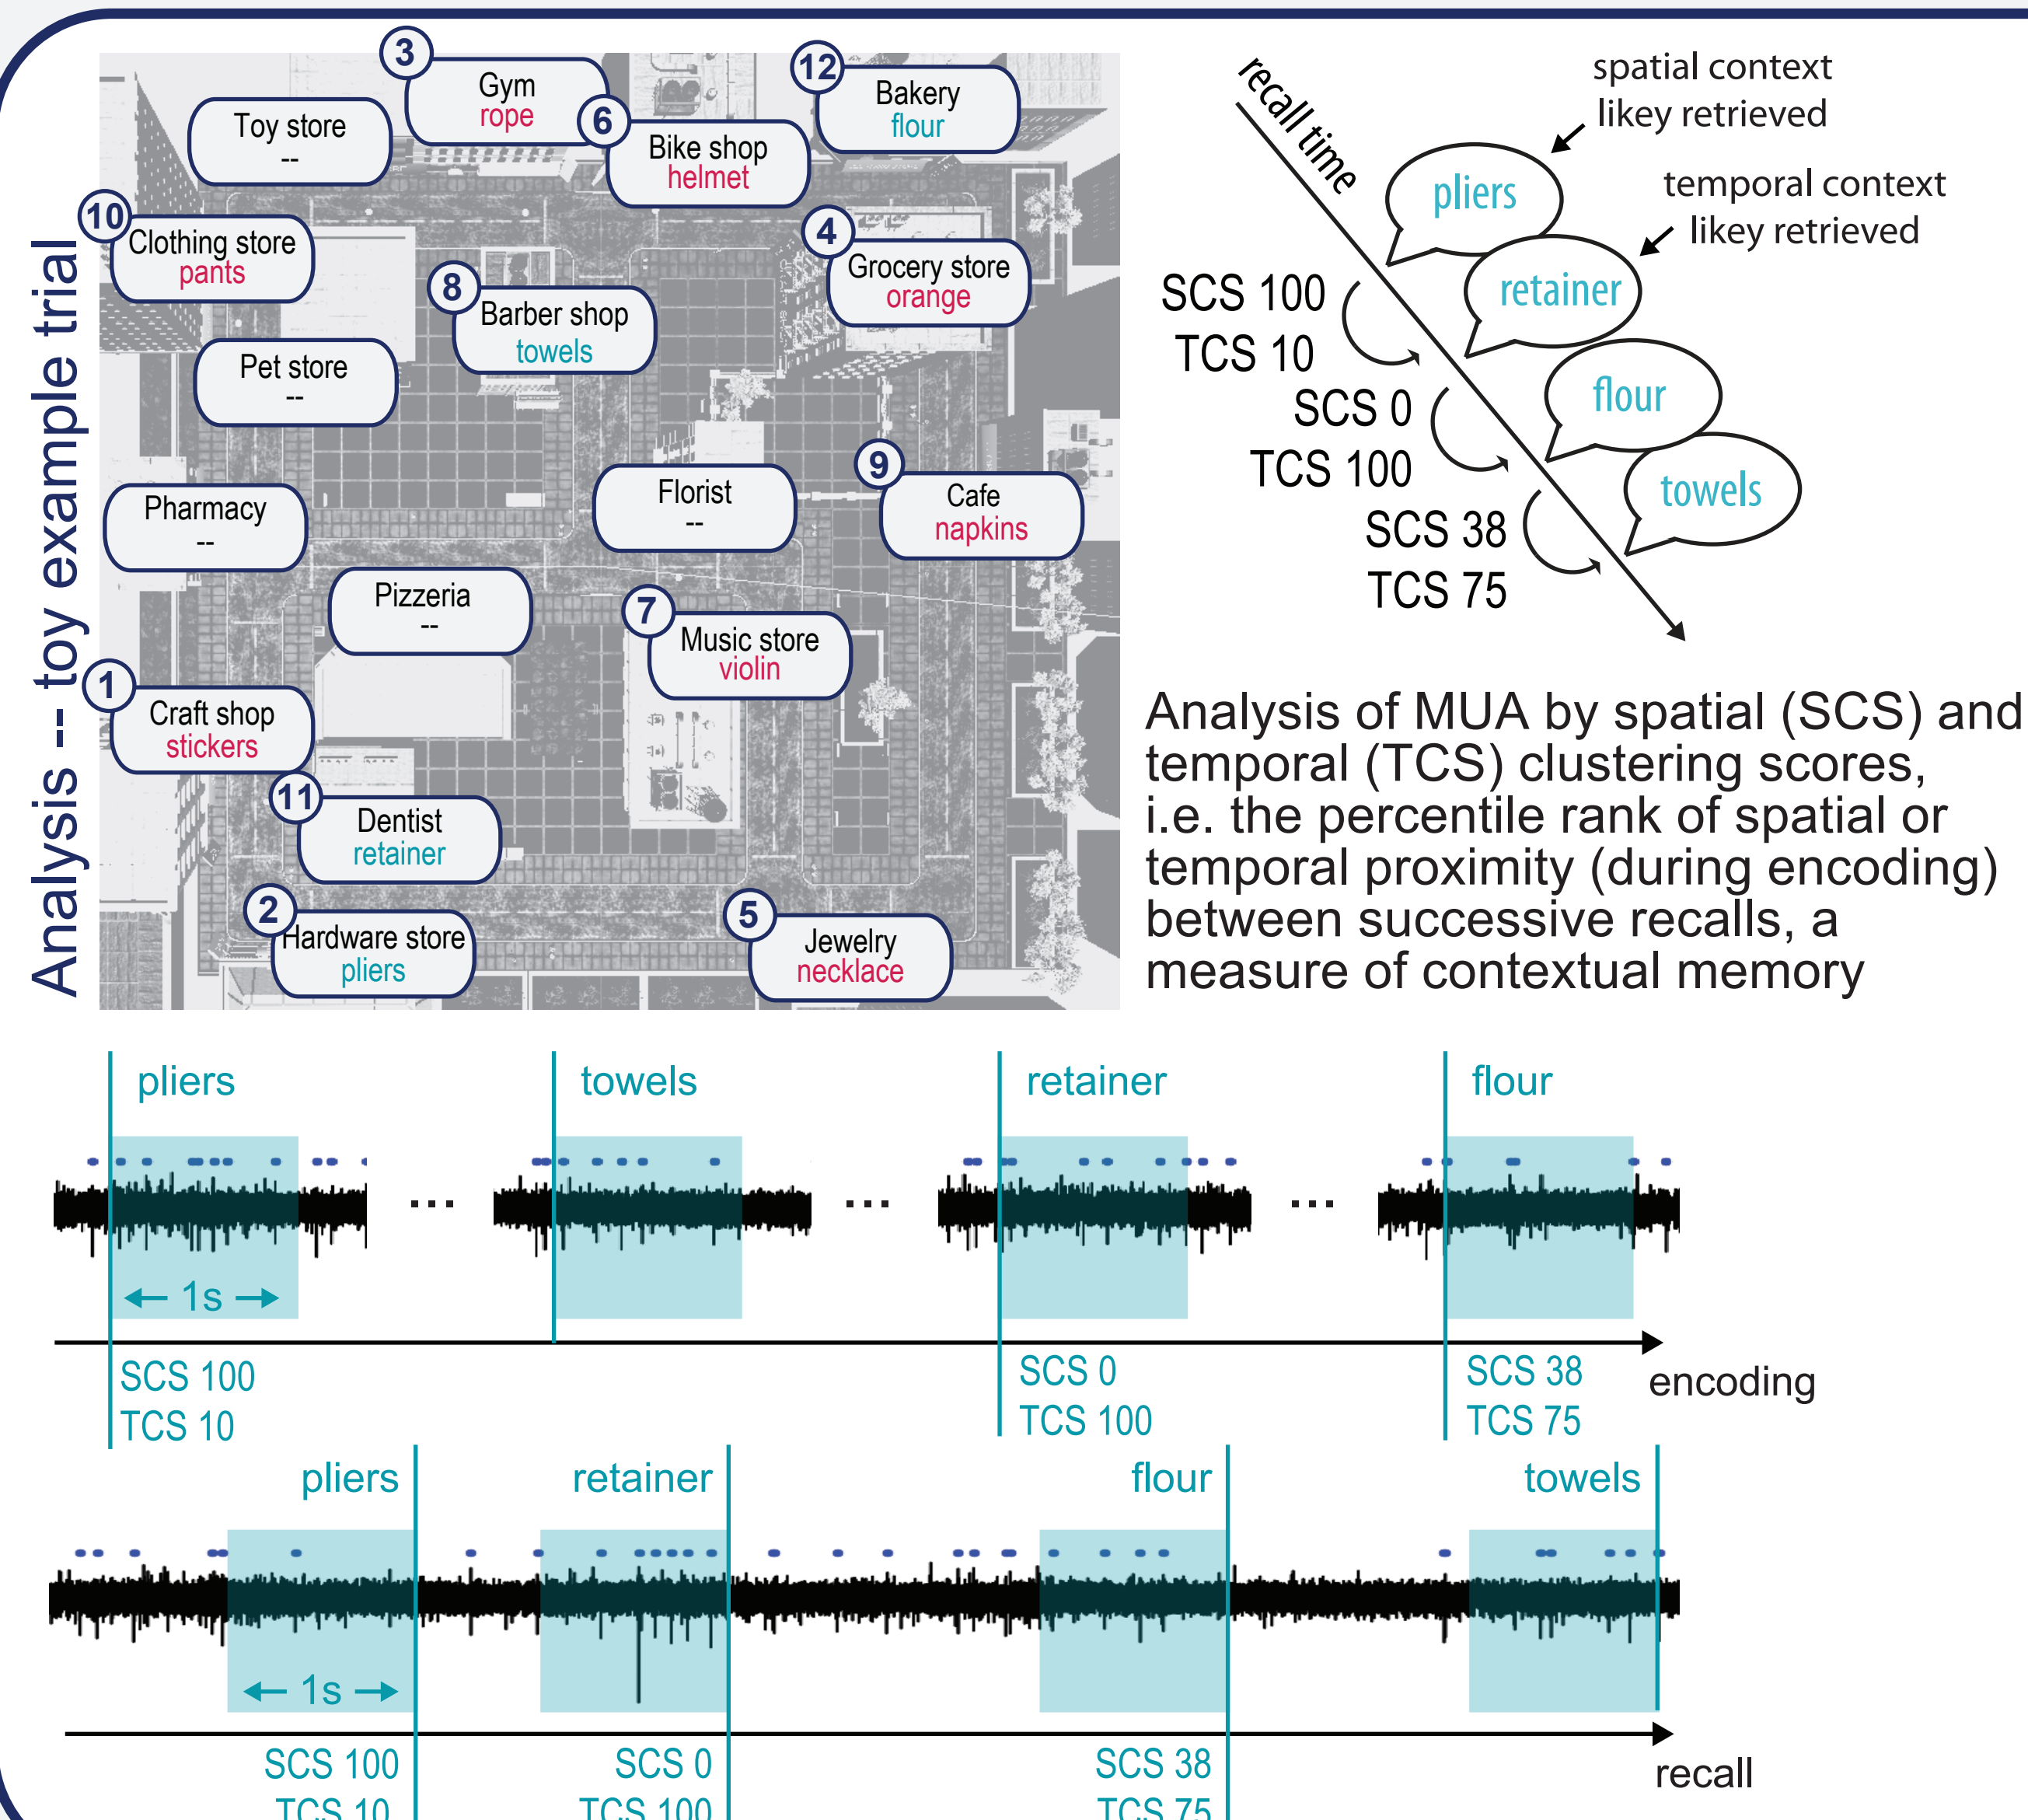 Analysis -- toy example trial
3
Gym
rope
12
Bakery
flour
Toy store
--
6
Bike shop
helmet
10
Clothing store
pants
4
Grocery store
orange
8
Barber shop
towels
Pet store
--
9
Cafe
napkins
Florist
--
Pharmacy
--
Pizzeria
--
7
Music store
violin
1
Craft shop
stickers
11
Dentist
retainer
2
Hardware store
pliers
5
Jewelry
necklace
recall time
spatial context
likey retrieved
pliers
temporal context
likey retrieved
retainer
SCS 100
TCS 10
flour
SCS 0
TCS 100
towels
SCS 38
TCS 75
Analysis of MUA by spatial (SCS) and
temporal (TCS) clustering scores,
i.e. the percentile rank of spatial or
temporal proximity (during encoding)
between successive recalls, a
measure of contextual memory
pliers
towels
retainer
flour
...
...
...
1s
SCS 100
TCS 10
SCS 0
TCS 100
SCS 38
TCS 75
encoding
pliers
retainer
flour
towels
1s
SCS 100
TCS 10
SCS 0
TCS 100
SCS 38
TCS 75
recall